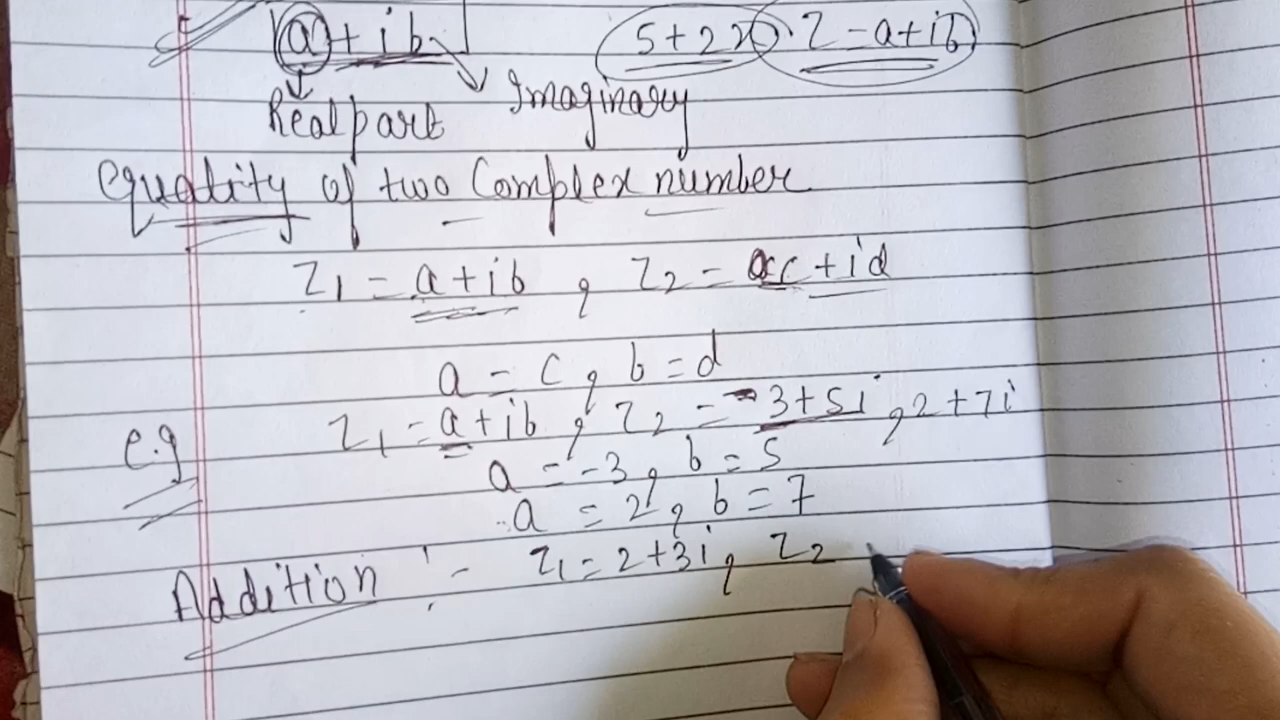 a + ib 5+22 Z = a+ib
Real part Imaginary
equality of two Complex number
Z1 = a + ib , Z2 = c + id
a = c , b = d
e.g Z1 = a + ib , Z2 = -3 + 5i , 2 + 7i
a = -3 , b = 5
a = 2 , b = 7
Addition :- Z1 = 2 + 3i , Z2